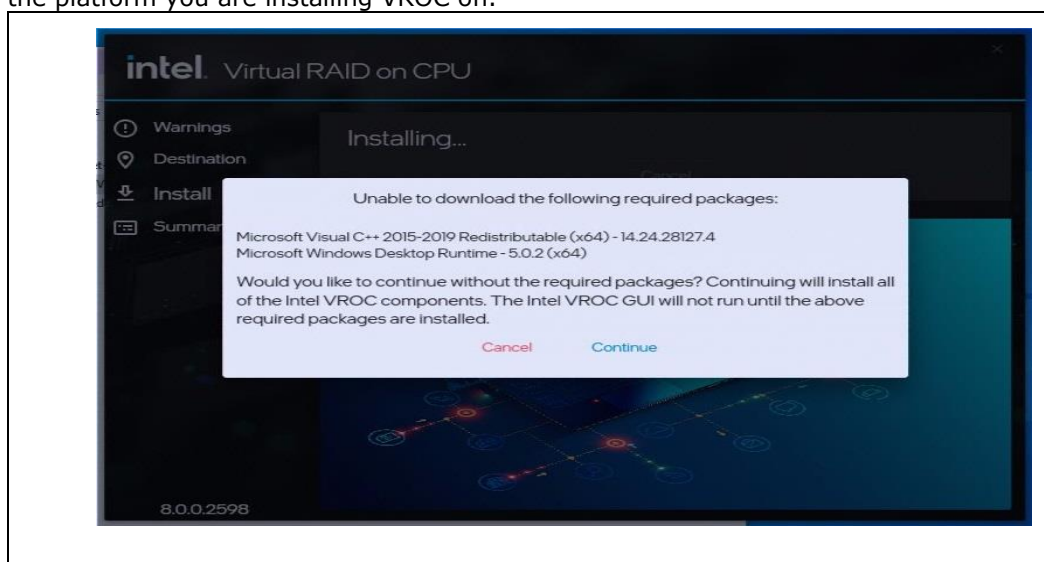 the platform you are installing VROC on.
intel. Virtual RAID on CPU
Warnings
Destination
Install
Summar
Installing...
Cancel
Unable to download the following required packages:
Microsoft Visual C++ 2015-2019 Redistributable (x64) - 14.24.28127.4
Microsoft Windows Desktop Runtime - 5.0.2 (x64)
Would you like to continue without the required packages? Continuing will install all
of the Intel VROC components. The Intel VROC GUI will not run until the above
required packages are installed.
Cancel Continue
8.0.0.2598